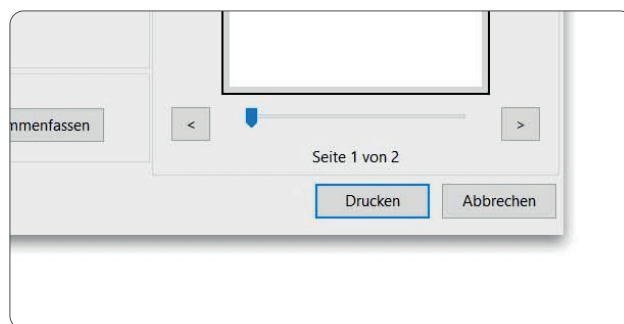 mmenfassen
<
>
Seite 1 von 2
Drucken
Abbrechen